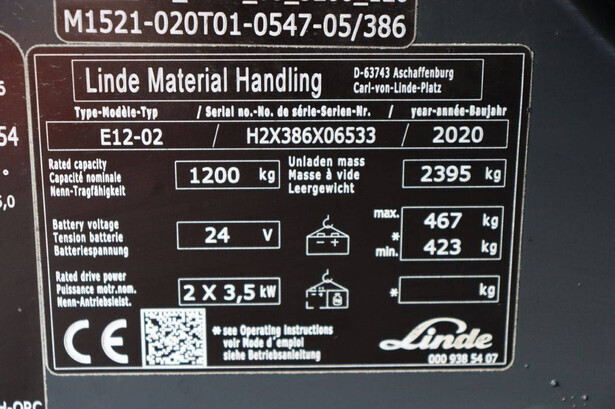 M1521-020T01-0547-05/386
Linde Material Handling
D-63743 Aschaffenburg
Carl-von-Linde-Platz
Type-Modèle-Typ / Serial no.-No. de série-Serien-Nr. / year-année-Baujahr
E12-02 / H2X386X06533 / 2020
Rated capacity
Capacité nominale
Nenn-Tragfähigkeit
1200 kg
Unladen mass
Masse à vide
Leergewicht
2395 kg
Battery voltage
Tension batterie
Batteriespannung
24 V
max. 467 kg
*
min. 423 kg
Rated drive power
Puissance motr.nom.
Nenn-Antriebsleist.
2 X 3,5 kW
* kg
CE
*see Operating Instructions
voir Mode d'emploi
siehe Betriebsanleitung
Linde
000 938 54 07
54
5,0